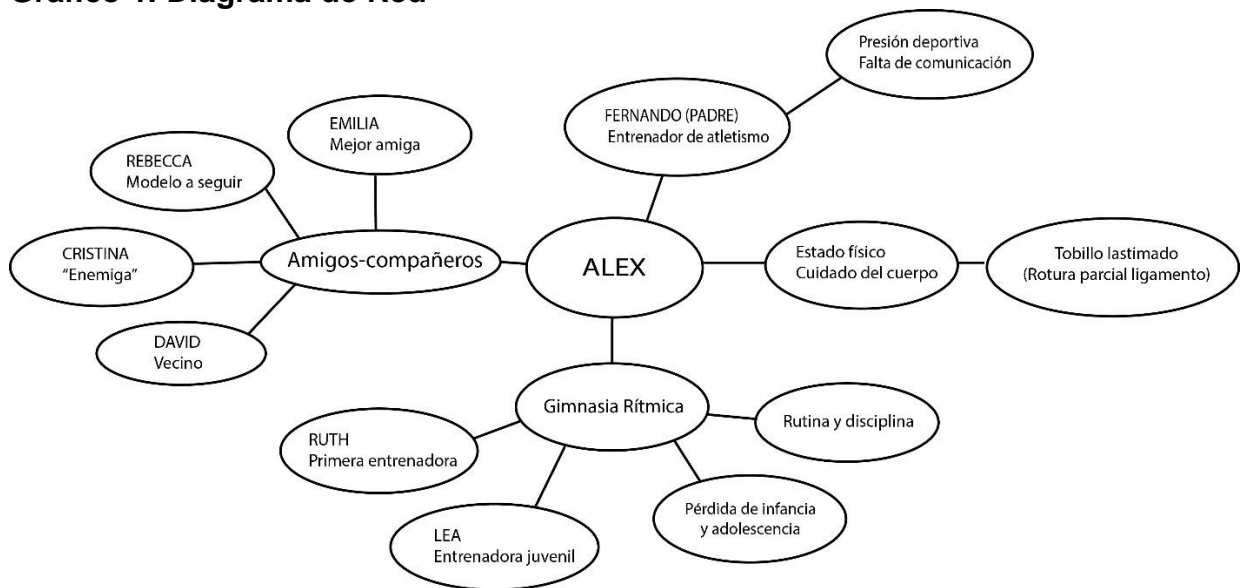 Gráfico 1. Diagrama de Red
Presión deportiva
Falta de comunicación
FERNANDO (PADRE)
Entrenador de atletismo
EMILIA
Mejor amiga
REBECCA
Modelo a seguir
CRISTINA
“Enemiga”
Amigos-compañeros
DAVID
Vecino
ALEX
Estado físico
Cuidado del cuerpo
Tobillo lastimado
(Rotura parcial ligamento)
Gimnasia Rítmica
Rutina y disciplina
RUTH
Primera entrenadora
Pérdida de infancia
y adolescencia
LEA
Entrenadora juvenil